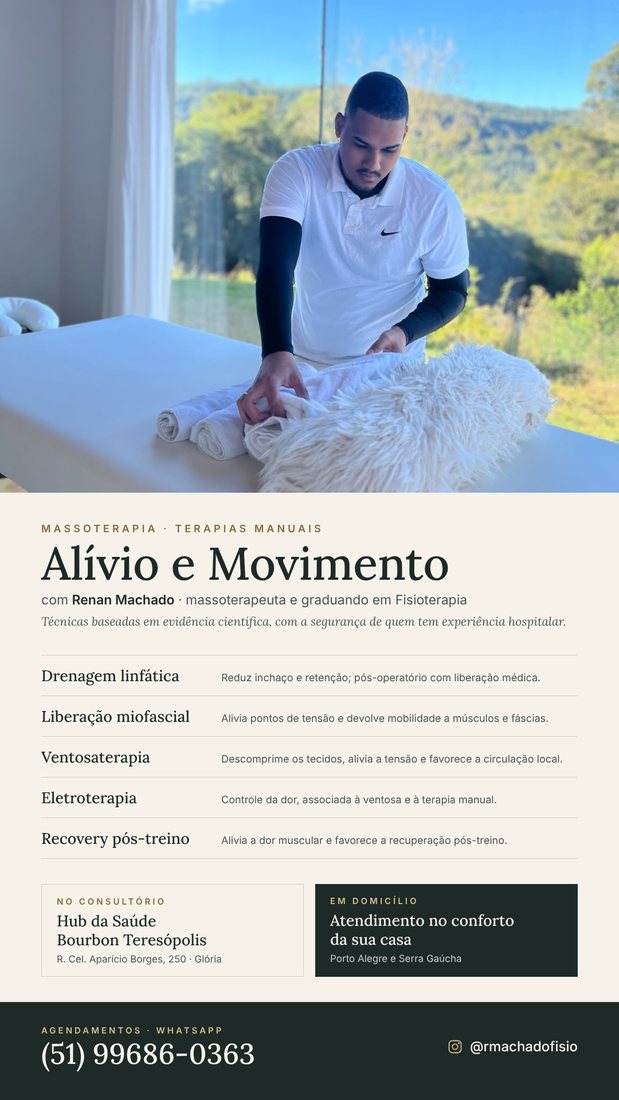 MASSOTERAPIA · TERAPIAS MANUAIS
Alívio e Movimento
com Renan Machado · massoterapeuta e graduando em Fisioterapia
Técnicas baseadas em evidência científica, com a segurança de quem tem experiência hospitalar.
Drenagem linfática
Reduz inchaço e retenção; pós-operatório com liberação médica.
Liberação miofascial
Alivia pontos de tensão e devolve mobilidade a músculos e fáscias.
Ventosaterapia
Descomprime os tecidos, alivia a tensão e favorece a circulação local.
Eletroterapia
Controle da dor, associada à ventosa e à terapia manual.
Recovery pós-treino
Alivia a dor muscular e favorece a recuperação pós-treino.
NO CONSULTÓRIO
Hub da Saúde
Bourbon Teresópolis
R. Cel. Aparício Borges, 250 · Glória
EM DOMICÍLIO
Atendimento no conforto
da sua casa
Porto Alegre e Serra Gaúcha
AGENDAMENTOS · WHATSAPP
(51) 99686-0363
@rmachadofisio